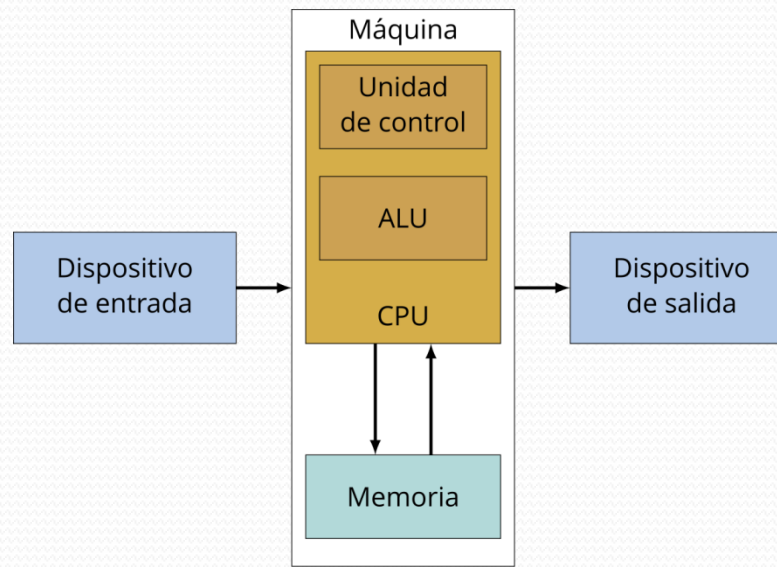 Máquina
Unidad
de control
ALU
CPU
Dispositivo
de entrada
Dispositivo
de salida
Memoria